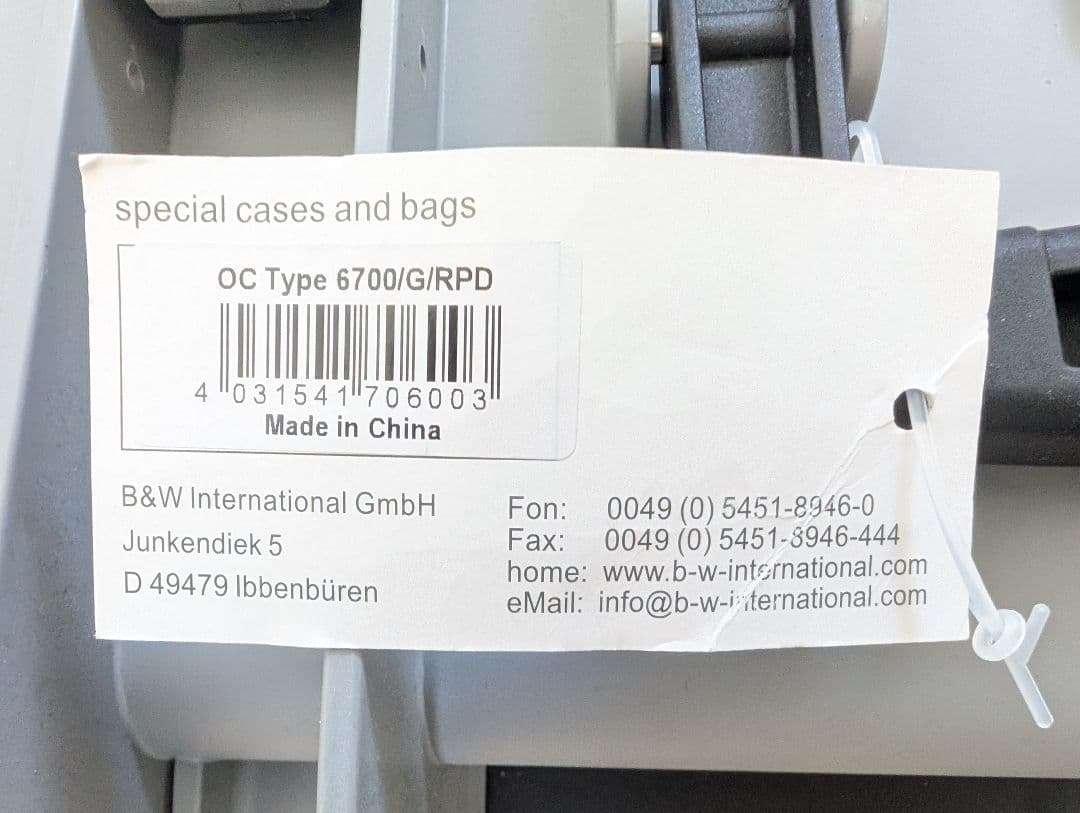 special cases and bags
OC Type 6700/G/RPD
4 031541 706003
Made in China
B&W International GmbH
Junkendiek 5
D 49479 Ibbenbüren
Fon: 0049 (0) 5451-8946-0
Fax: 0049 (0) 5451-8946-444
home: www.b-w-international.com
eMail: info@b-w-international.com